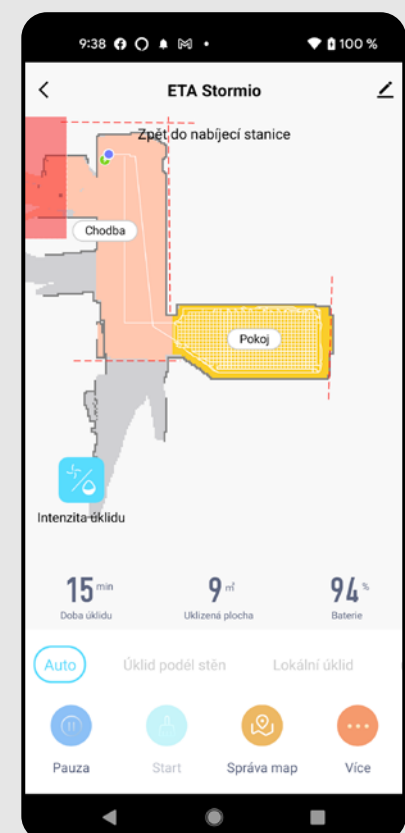 9:38
100 %
ETA Stormio
Zpět do nabíjecí stanice
Chodba
Pokoj
Intenzita úklidu
15 min
9 ㎡
94 %
Doba úklidu
Uklizená plocha
Baterie
Auto
Úklid podél stěn
Lokální úklid
Pauza
Start
Správa map
Více